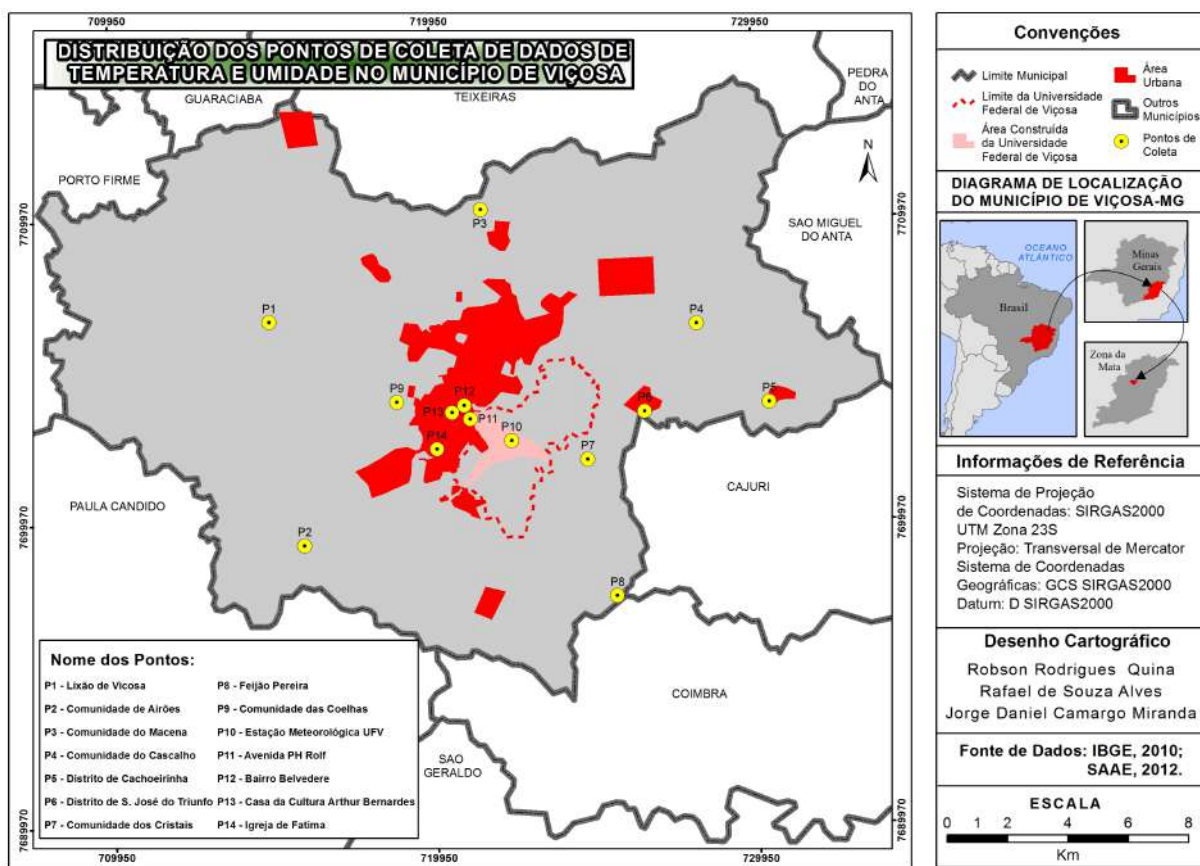 709950
719950
729950
DISTRIBUIÇÃO DOS PONTOS DE COLETA DE DADOS DE
TEMPERATURA E UMIDADE NO MUNICÍPIO DE VIÇOSA
GUARACIABA
TEIXEIRAS
PEDRA
DO
ANTA
PORTO FIRME
N
SAO MIGUEL
DO ANTA
7709970
7709970
P3
P1
P4
P9
P12
P13
P11
P6
P5
P14
P10
P7
PAULA CANDIDO
CAJURI
7699970
7699970
P2
P8
COIMBRA
SAO
GERALDO
7689970
7689970
Nome dos Pontos:
P1 - Lixão de Vicosa
P2 - Comunidade de Airões
P3 - Comunidade do Macena
P4 - Comunidade do Cascalho
P5 - Distrito de Cachoeirinha
P6 - Distrito de S. José do Triunfo
P7 - Comunidade dos Cristais
P8 - Feijão Pereira
P9 - Comunidade das Coelhas
P10 - Estação Meteorológica UFV
P11 - Avenida PH Rolf
P12 - Bairro Belvedere
P13 - Casa da Cultura Arthur Bernardes
P14 - Igreja de Fatima
709950
719950
729950
Convenções
Limite Municipal
Limite da Universidade
Federal de Viçosa
Área Construída
da Universidade
Federal de Viçosa
Área
Urbana
Outros
Municípios
Pontos de
Coleta
DIAGRAMA DE LOCALIZAÇÃO
DO MUNICÍPIO DE VIÇOSA-MG
OCEANO
ATLÂNTICO
Brasil
Minas
Gerais
Zona da
Mata
Informações de Referência
Sistema de Projeção
de Coordenadas: SIRGAS2000
UTM Zona 23S
Projeção: Transversal de Mercator
Sistema de Coordenadas
Geográficas: GCS SIRGAS2000
Datum: D SIRGAS2000
Desenho Cartográfico
Robson Rodrigues Quina
Rafael de Souza Alves
Jorge Daniel Camargo Miranda
Fonte de Dados: IBGE, 2010;
SAAE, 2012.
ESCALA
0 1 2 4 6 8
Km